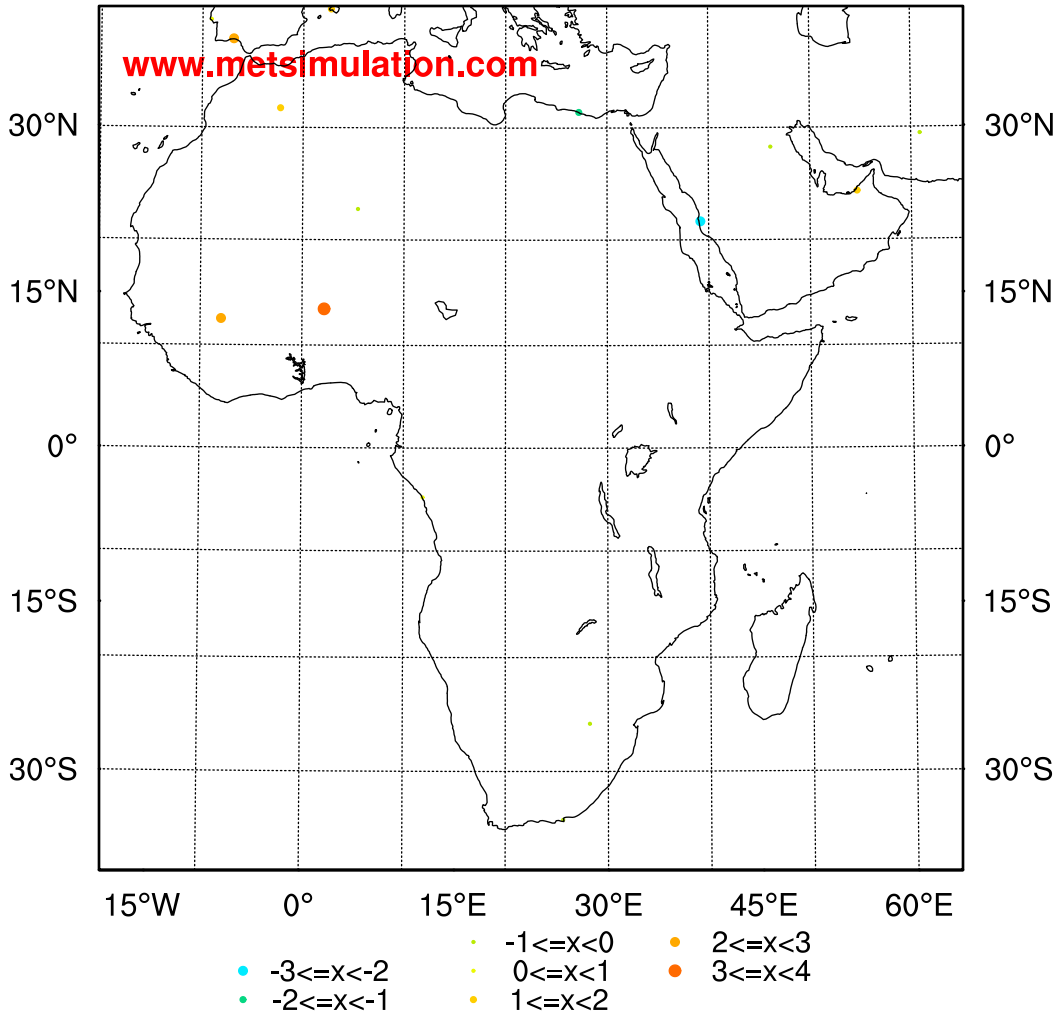 www.metsimulation.com
30°N 30°N
15°N 15°N
0° 0°
15°S 15°S
30°S 30°S
15°W 0° 15°E 30°E 45°E 60°E
-1<=x<0 2<=x<3
-3<=x<-2 0<=x<1 3<=x<4
-2<=x<-1 1<=x<2